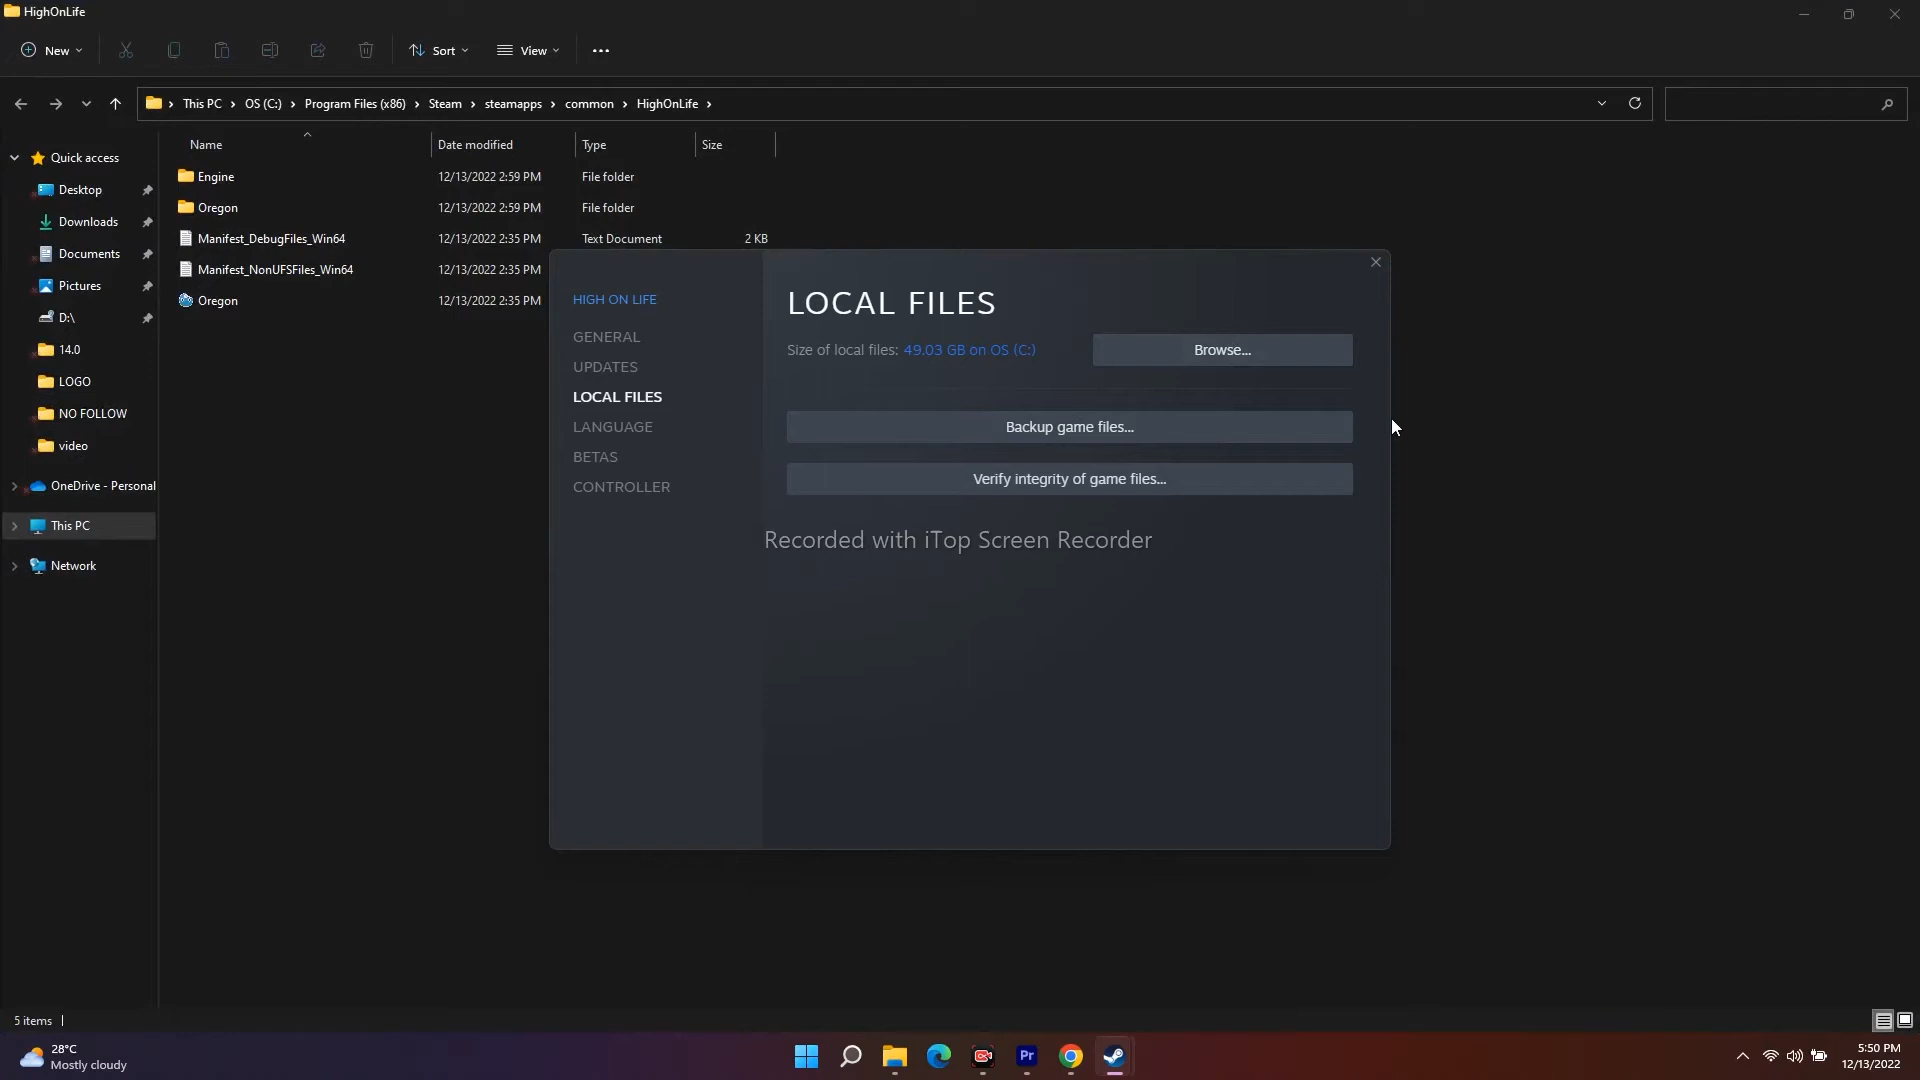 HighOnLife
New
Sort
View
This PC > OS (C:) > Program Files (x86) > Steam > steamapps > common > HighOnLife >
Name
Date modified
Type
Size
Quick access
Desktop
Downloads
Documents
Pictures
D:\
14.0
LOGO
NO FOLLOW
video
OneDrive - Personal
This PC
Network
Engine 12/13/2022 2:59 PM File folder
Oregon 12/13/2022 2:59 PM File folder
Manifest_DebugFiles_Win64 12/13/2022 2:35 PM Text Document 2 KB
Manifest_NonUFSFiles_Win64 12/13/2022 2:35 PM
Oregon 12/13/2022 2:35 PM
HIGH ON LIFE
GENERAL
UPDATES
LOCAL FILES
LANGUAGE
BETAS
CONTROLLER
LOCAL FILES
Size of local files: 49.03 GB on OS (C:)
Browse...
Backup game files...
Verify integrity of game files...
Recorded with iTop Screen Recorder
5 items
28°C
Mostly cloudy
Pr
5:50 PM
12/13/2022